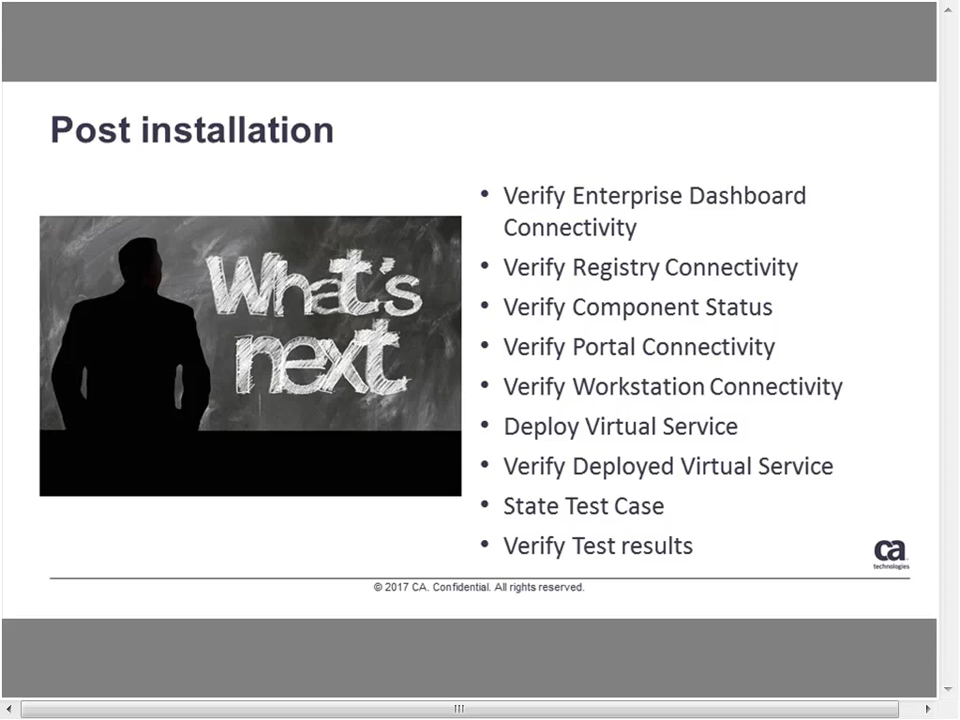 Post installation
What's
next
• Verify Enterprise Dashboard
Connectivity
• Verify Registry Connectivity
• Verify Component Status
• Verify Portal Connectivity
• Verify Workstation Connectivity
• Deploy Virtual Service
• Verify Deployed Virtual Service
• State Test Case
• Verify Test results
ca
technologies
© 2017 CA. Confidential. All rights reserved.